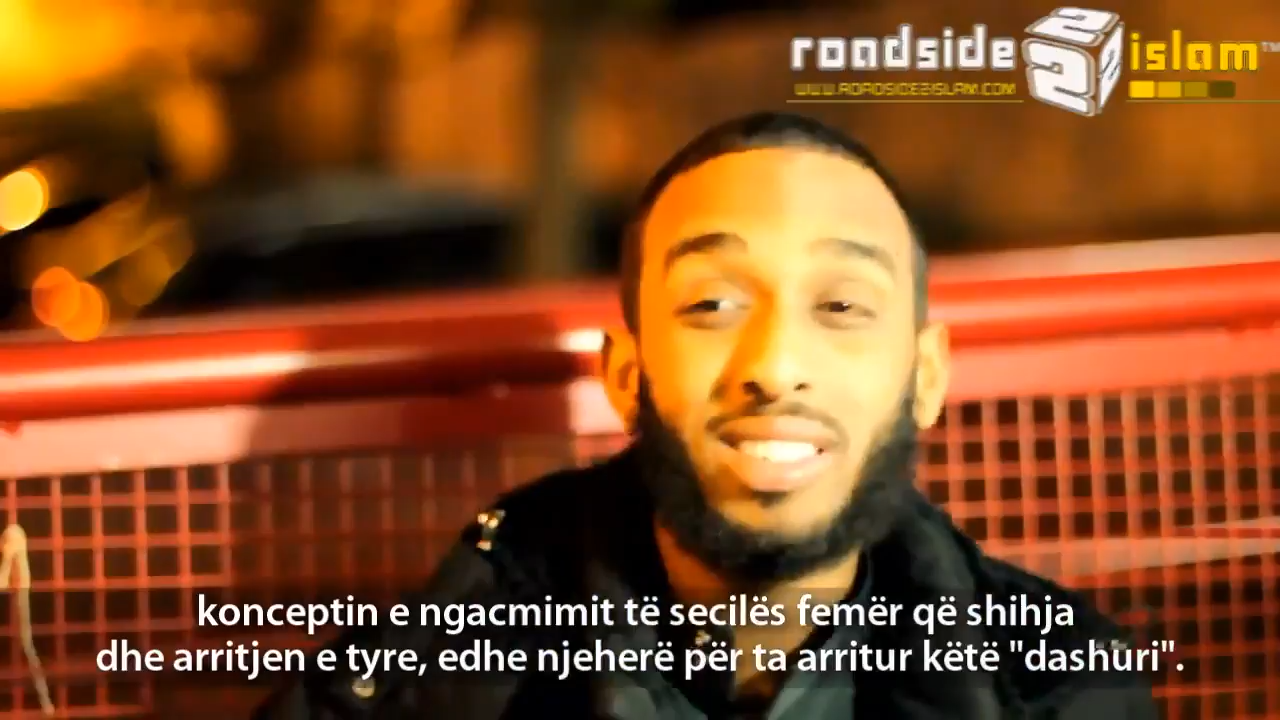 roadside 2 islam™
WWW.ROADSIDE2ISLAM.COM
konceptin e ngacmimit të secilës femër që shihja
dhe arritjen e tyre, edhe njeherë për ta arritur këtë "dashuri".